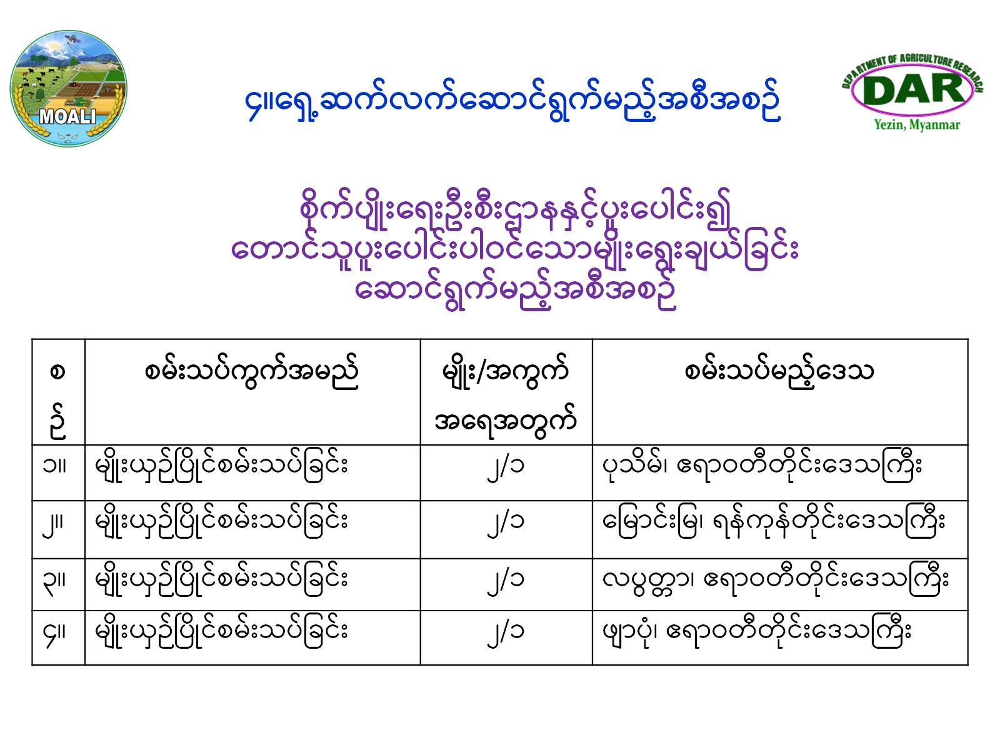 MOALI
DEPARTMENT OF AGRICULTURE RESEARCH
DAR
Yezin, Myanmar
၄။ရှေ့ဆက်လက်ဆောင်ရွက်မည့်အစီအစဉ်
စိုက်ပျိုးရေးဦးစီးဌာနနှင့်ပူးပေါင်း၍
တောင်သူပူးပေါင်းပါဝင်သောမျိုးရွေးချယ်ခြင်း
ဆောင်ရွက်မည့်အစီအစဉ်
စဉ် စမ်းသပ်ကွက်အမည် မျိုး/အကွက် အရေအတွက် စမ်းသပ်မည့်ဒေသ
၁။ မျိုးယှဉ်ပြိုင်စမ်းသပ်ခြင်း ၂/၁ ပုသိမ်၊ ဧရာဝတီတိုင်းဒေသကြီး
၂။ မျိုးယှဉ်ပြိုင်စမ်းသပ်ခြင်း ၂/၁ မြောင်းမြ၊ ရန်ကုန်တိုင်းဒေသကြီး
၃။ မျိုးယှဉ်ပြိုင်စမ်းသပ်ခြင်း ၂/၁ လပွတ္တာ၊ ဧရာဝတီတိုင်းဒေသကြီး
၄။ မျိုးယှဉ်ပြိုင်စမ်းသပ်ခြင်း ၂/၁ ဖျာပုံ၊ ဧရာဝတီတိုင်းဒေသကြီး